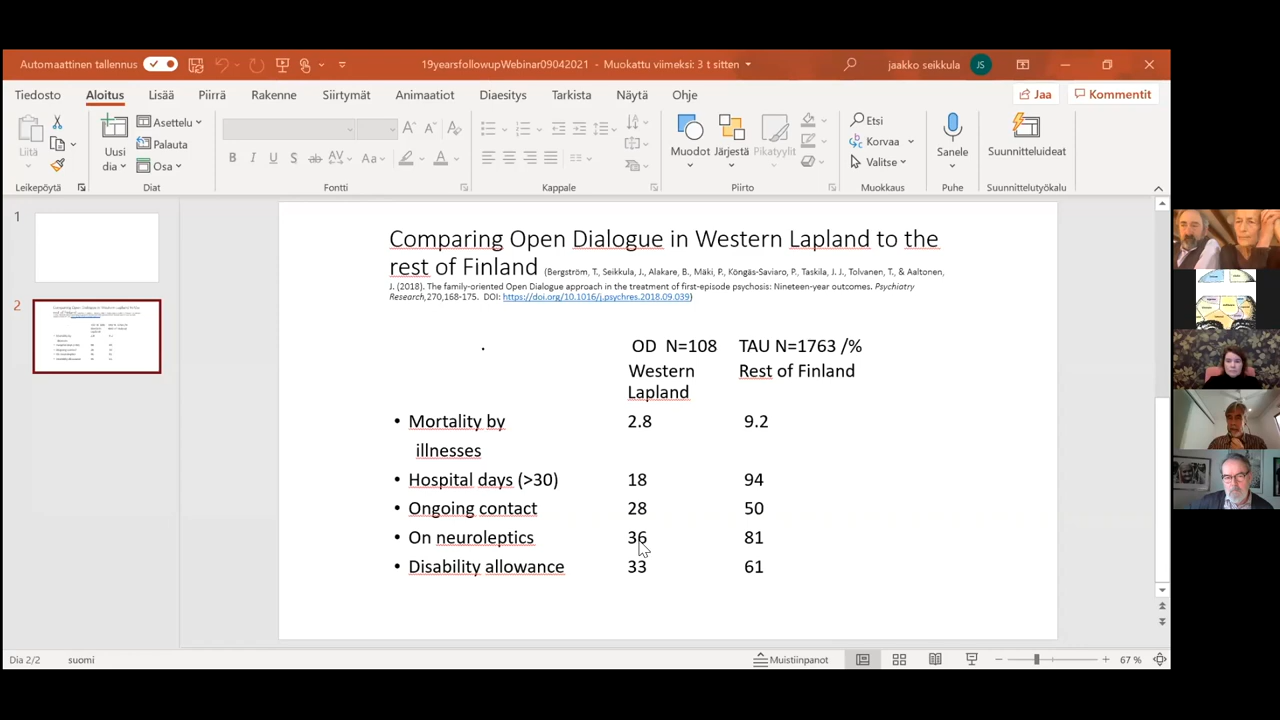 Automaattinen tallennus
19yearsfollowupWebinar09042021 - Muokattu viimeksi: 3 t sitten
jaakko seikkula JS
Tiedosto Aloitus Lisää Piirrä Rakenne Siirtymät Animaatiot Diaesitys Tarkista Näytä Ohje Jaa Kommentit
Liitä
Uusi dia
Asettelu
Palauta
Osa
B I U S ab AV Aa A
Muodot Järjestä Pikatyylit
Etsi
Korvaa
Valitse
Sanele
Suunnitteluideat
Leikepöytä Diat Fontti Kappale Piirto Muokkaus Puhe Suunnittelutyökalu
1
2
Comparing Open Dialogue in Western Lapland to the
rest of Finland (Bergström, T., Seikkula, J., Alakare, B., Mäki, P., Köngäs-Saviaro, P., Taskila, J. J., Tolvanen, T., & Aaltonen,
J. (2018). The family-oriented Open Dialogue approach in the treatment of first-episode psychosis: Nineteen-year outcomes. Psychiatry
Research,270,168-175. DOI: https://doi.org/10.1016/j.psychres.2018.09.039)
• OD N=108 TAU N=1763 /%
Western Rest of Finland
Lapland
• Mortality by 2.8 9.2
illnesses
• Hospital days (>30) 18 94
• Ongoing contact 28 50
• On neuroleptics 36 81
• Disability allowance 33 61
Dia 2/2 suomi Muistiinpanot 67 %